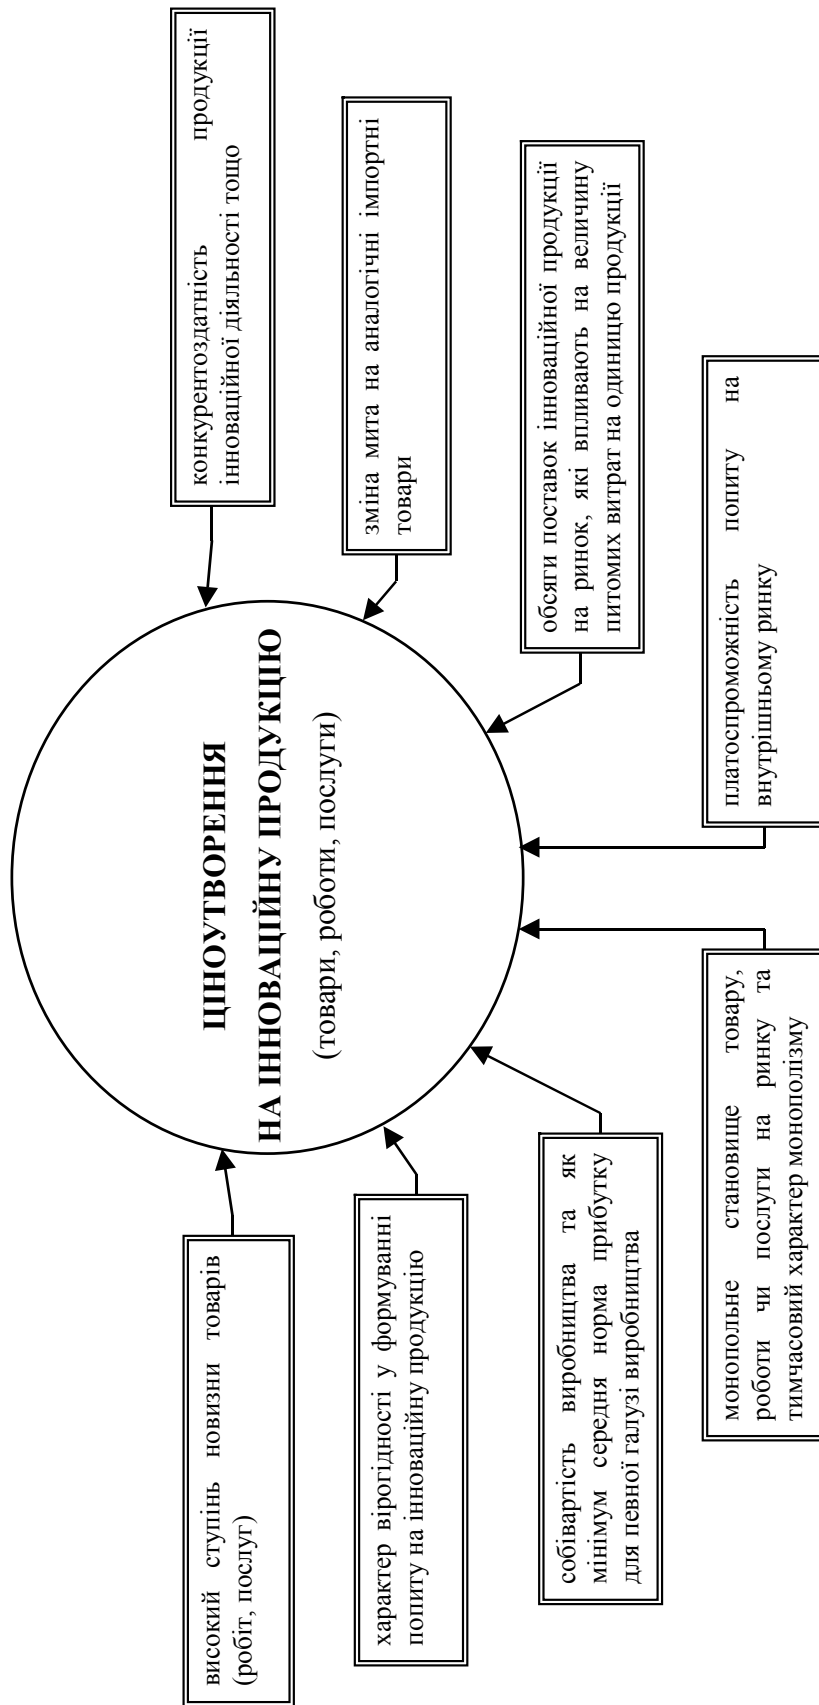 ЦІНОУТВОРЕННЯ
НА ІННОВАЦІЙНУ ПРОДУКЦІЮ
(товари, роботи, послуги)
високий ступінь новизни товарів
(робіт, послуг)
характер вірогідності у формуванні
попиту на інноваційну продукцію
собівартість виробництва та як
мінімум середня норма прибутку
для певної галузі виробництва
монопольне становище товару,
роботи чи послуги на ринку та
тимчасовий характер монополізму
платоспроможність попиту на
внутрішньому ринку
обсяги поставок інноваційної продукції
на ринок, які впливають на величину
питомих витрат на одиницю продукції
зміна мита на аналогічні імпортні
товари
конкурентоздатність продукції
інноваційної діяльності тощо